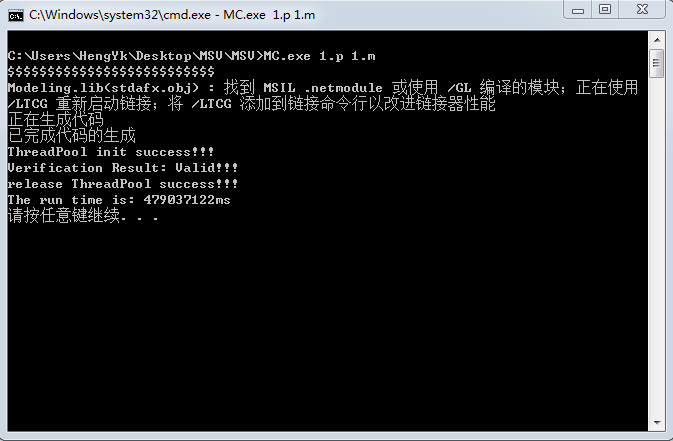 C:\Windows\system32\cmd.exe - MC.exe  1.p 1.m
C:\Users\HengYk\Desktop\MSV\MSV>MC.exe 1.p 1.m
$$$$$$$$$$$$$$$$$$$$$$$$$$
Modeling.lib(stdafx.obj) : 找到 MSIL .netmodule 或使用 /GL 编译的模块；正在使用
/LTCG 重新启动链接；将 /LTCG 添加到链接命令行以改进链接器性能
正在生成代码
已完成代码的生成
ThreadPool init success!!!
Verification Result: Valid!!!
release ThreadPool success!!!
The run time is: 479037122ms
请按任意键继续. . .